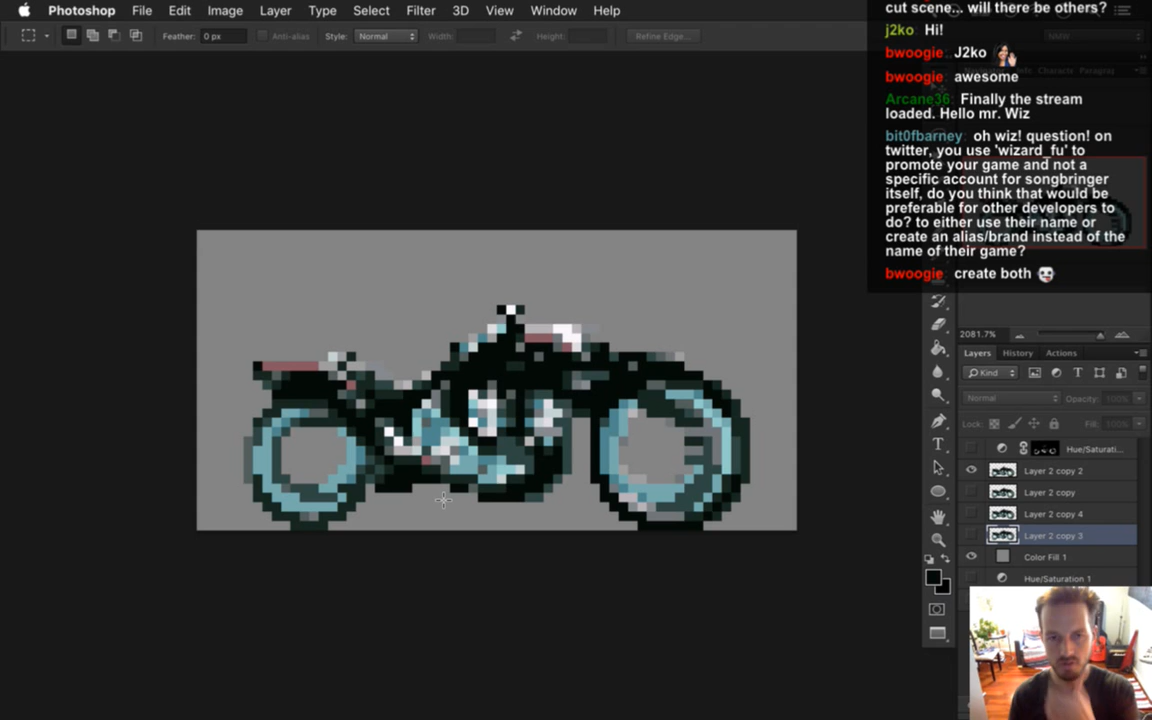 Photoshop File Edit Image Layer Type Select Filter 3D View Window Help
Feather: 0 px Anti-alias Style: Normal Width: Height: Refine Edge...
cut scene... will there be others?
j2ko: Hi!
bwoogie: J2ko
bwoogie: awesome
Arcane36: Finally the stream
loaded. Hello mr. Wiz
bit0fbarney: oh wiz! question! on
twitter, you use 'wizard_fu' to
promote your game and not a
specific account for songbringer
itself, do you think that would be
preferable for other developers to
do? to either use their name or
create an alias/brand instead of the
name of their game?
bwoogie: create both
2081.7%
Layers History Actions
Kind
Normal Opacity: 100%
Lock: Fill: 100%
Hue/Saturati...
Layer 2 copy 2
Layer 2 copy
Layer 2 copy 4
Layer 2 copy 3
Color Fill 1
Hue/Saturation 1